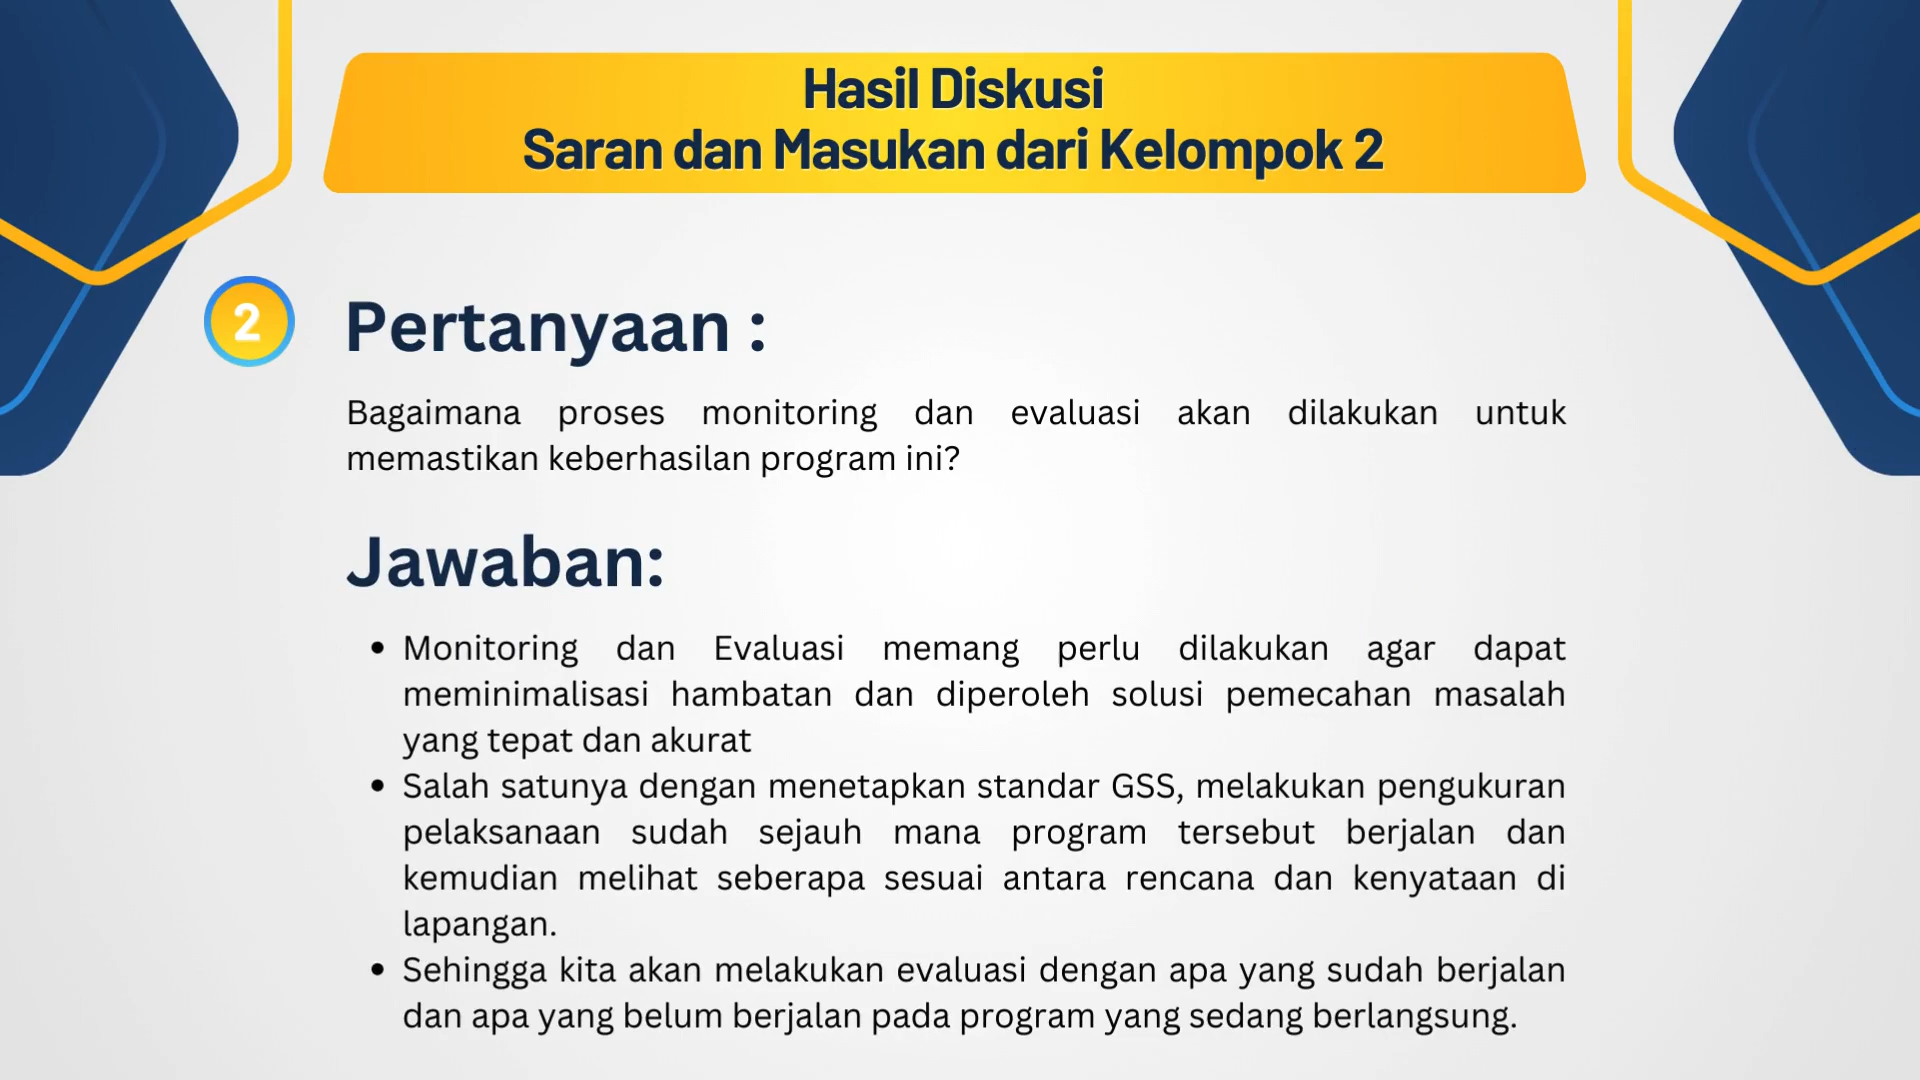 Hasil Diskusi
Saran dan Masukan dari Kelompok 2
2
Pertanyaan :
Bagaimana proses monitoring dan evaluasi akan dilakukan untuk
memastikan keberhasilan program ini?
Jawaban:
• Monitoring dan Evaluasi memang perlu dilakukan agar dapat
meminimalisasi hambatan dan diperoleh solusi pemecahan masalah
yang tepat dan akurat
• Salah satunya dengan menetapkan standar GSS, melakukan pengukuran
pelaksanaan sudah sejauh mana program tersebut berjalan dan
kemudian melihat seberapa sesuai antara rencana dan kenyataan di
lapangan.
• Sehingga kita akan melakukan evaluasi dengan apa yang sudah berjalan
dan apa yang belum berjalan pada program yang sedang berlangsung.